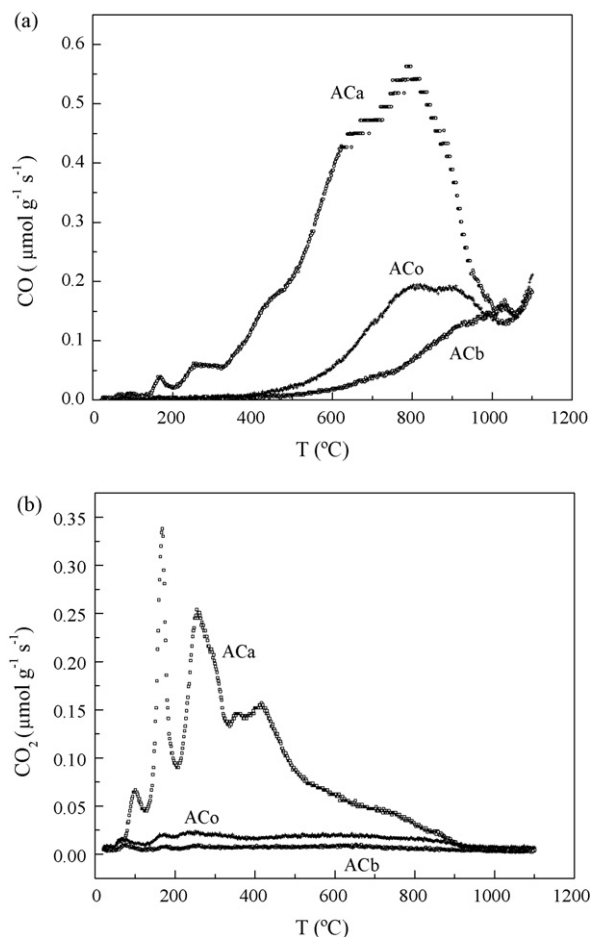 (a)
0.6
0.5
0.4
0.3
0.2
0.1
0.0
CO ( μmol g⁻¹ s⁻¹)
ACa
ACo
ACb
0 200 400 600 800 1000 1200
T (ºC)
(b)
0.35
0.30
0.25
0.20
0.15
0.10
0.05
0.00
CO₂ ( μmol g⁻¹ s⁻¹)
ACa
ACo
ACb
0 200 400 600 800 1000 1200
T (ºC)